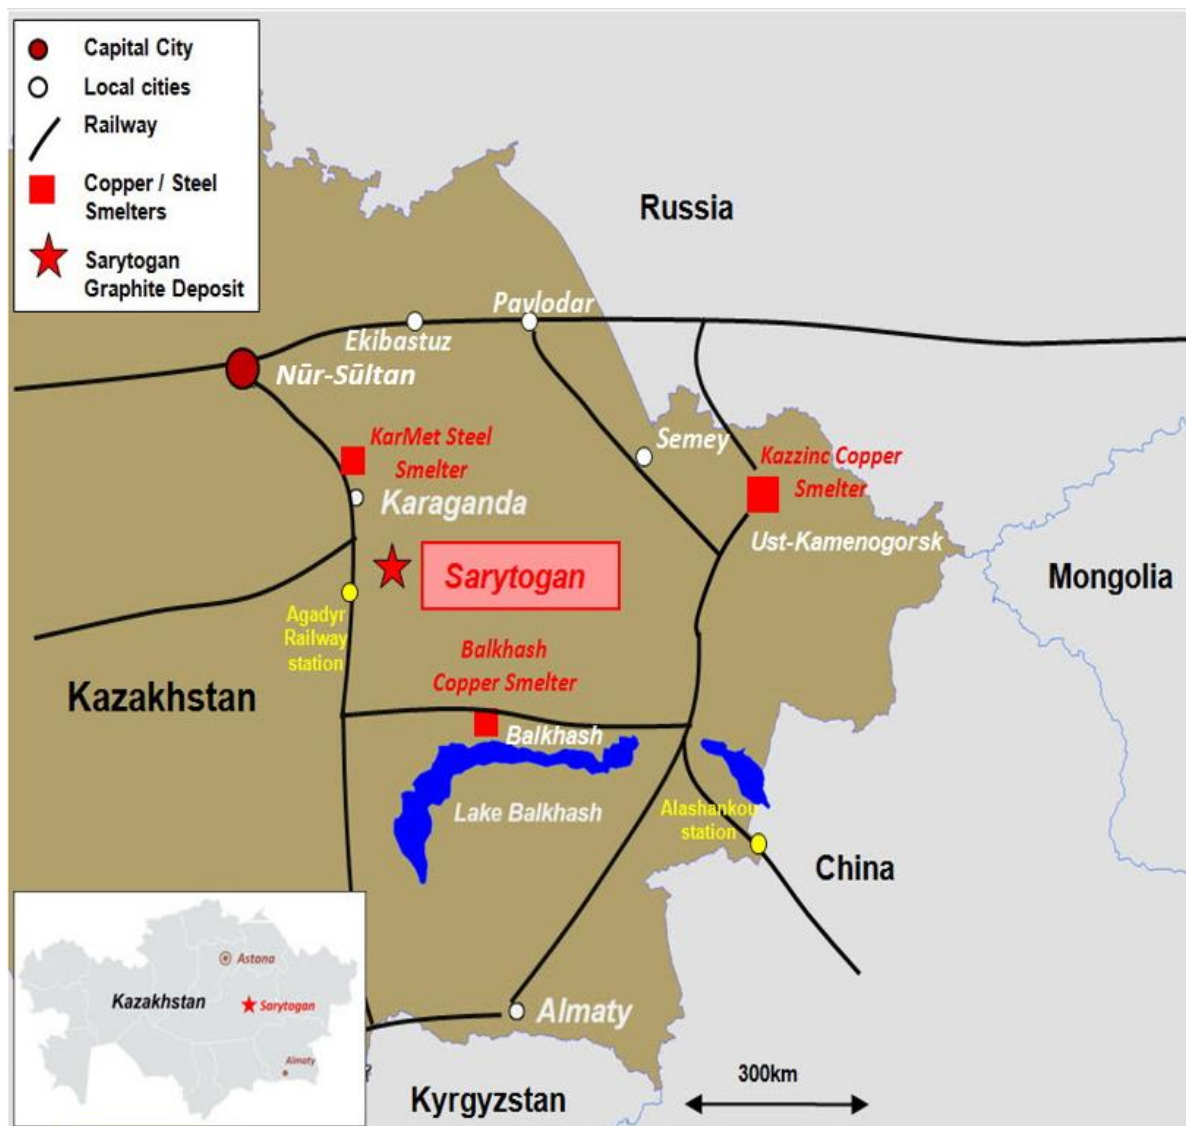 Capital City
Local cities
Railway
Copper / Steel
Smelters
Sarytogan
Graphite Deposit
Russia
Pavlodar
Ekibastuz
Nūr-Sūltan
Semey
KarMet Steel
Smelter
Kazzinc Copper
Smelter
Karaganda
Ust-Kamenogorsk
Sarytogan
Mongolia
Agadyr
Railway
station
Balkhash
Copper Smelter
Kazakhstan
Balkhash
Lake Balkhash
Alashankou
station
China
Kazakhstan
Astana
Sarytogan
Almaty
Almaty
Kyrgyzstan
300km